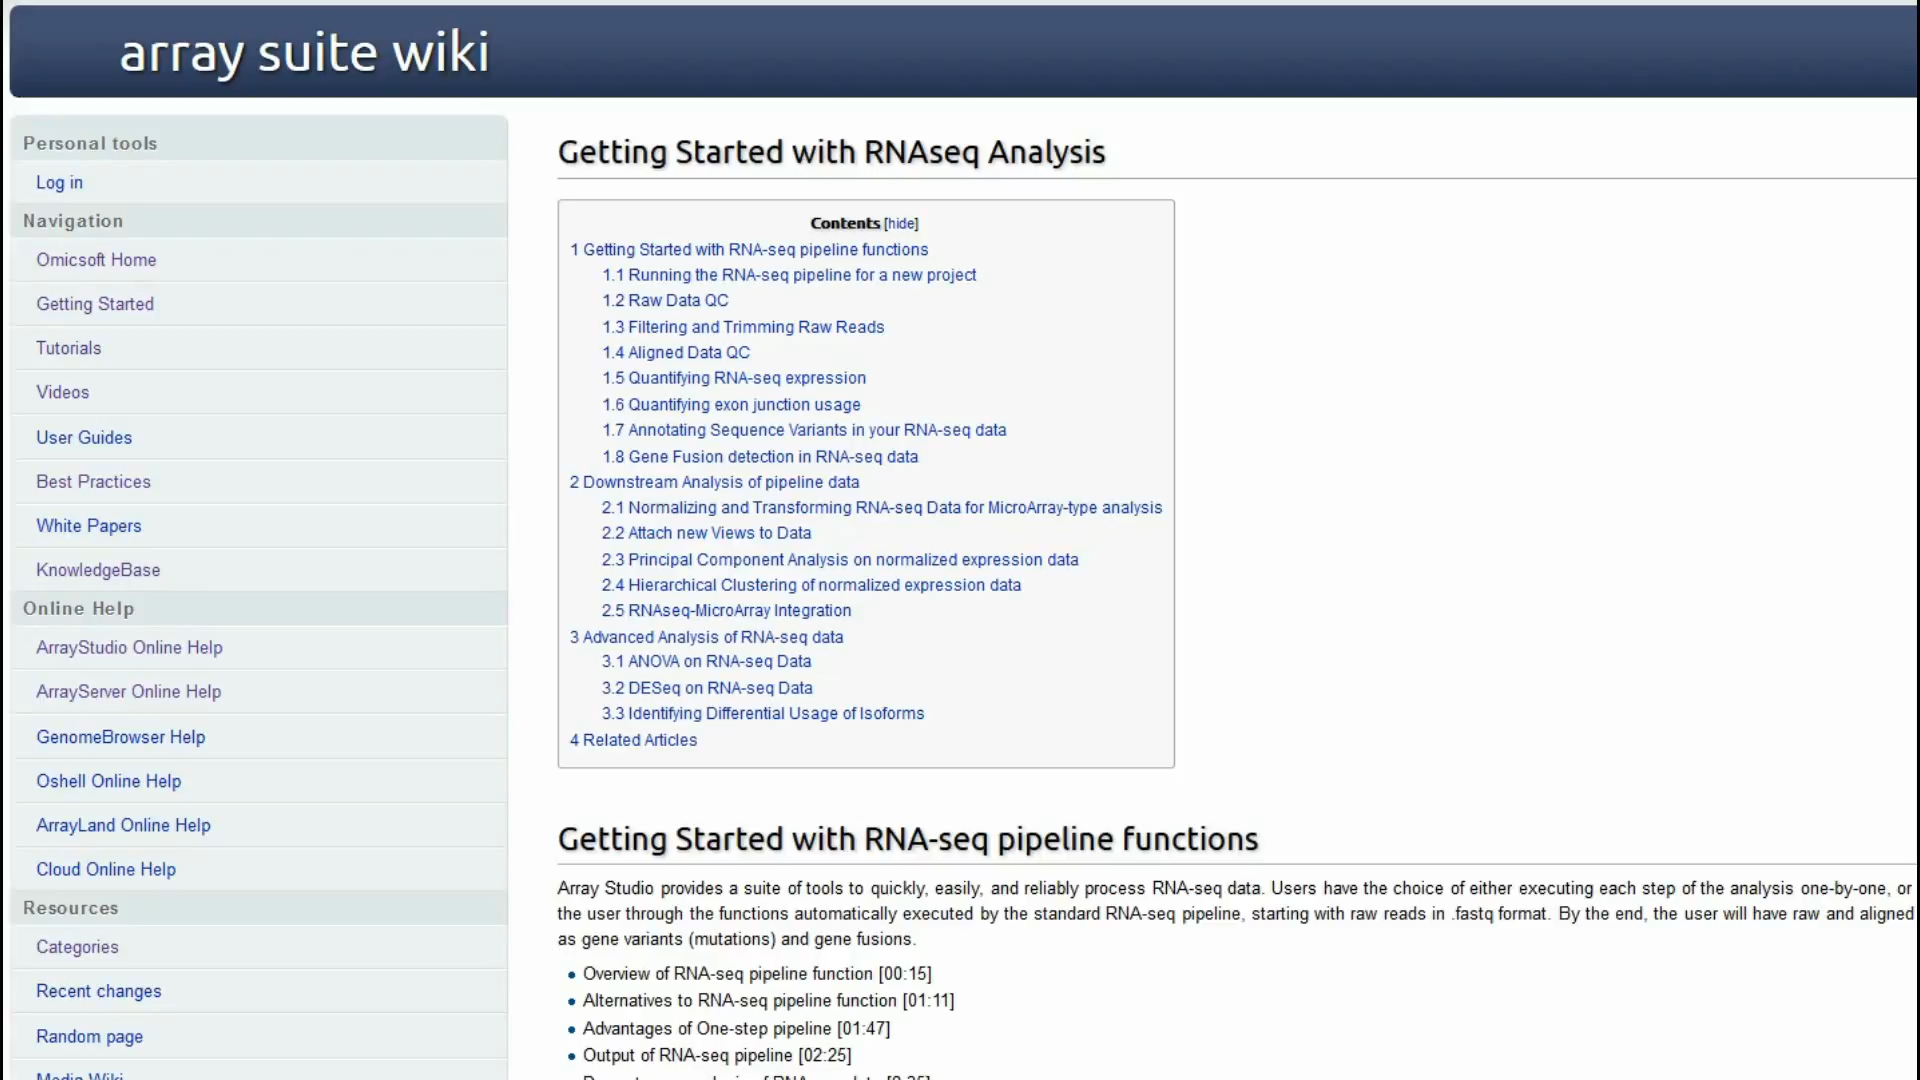 array suite wiki
Personal tools
Log in
Navigation
Omicsoft Home
Getting Started
Tutorials
Videos
User Guides
Best Practices
White Papers
KnowledgeBase
Online Help
ArrayStudio Online Help
ArrayServer Online Help
GenomeBrowser Help
Oshell Online Help
ArrayLand Online Help
Cloud Online Help
Resources
Categories
Recent changes
Random page
Media Wiki
Getting Started with RNAseq Analysis
Contents [hide]
1 Getting Started with RNA-seq pipeline functions
1.1 Running the RNA-seq pipeline for a new project
1.2 Raw Data QC
1.3 Filtering and Trimming Raw Reads
1.4 Aligned Data QC
1.5 Quantifying RNA-seq expression
1.6 Quantifying exon junction usage
1.7 Annotating Sequence Variants in your RNA-seq data
1.8 Gene Fusion detection in RNA-seq data
2 Downstream Analysis of pipeline data
2.1 Normalizing and Transforming RNA-seq Data for MicroArray-type analysis
2.2 Attach new Views to Data
2.3 Principal Component Analysis on normalized expression data
2.4 Hierarchical Clustering of normalized expression data
2.5 RNAseq-MicroArray Integration
3 Advanced Analysis of RNA-seq data
3.1 ANOVA on RNA-seq Data
3.2 DESeq on RNA-seq Data
3.3 Identifying Differential Usage of Isoforms
4 Related Articles
Getting Started with RNA-seq pipeline functions
Array Studio provides a suite of tools to quickly, easily, and reliably process RNA-seq data. Users have the choice of either executing each step of the analysis one-by-one, or
the user through the functions automatically executed by the standard RNA-seq pipeline, starting with raw reads in .fastq format. By the end, the user will have raw and aligned
as gene variants (mutations) and gene fusions.
• Overview of RNA-seq pipeline function [00:15]
• Alternatives to RNA-seq pipeline function [01:11]
• Advantages of One-step pipeline [01:47]
• Output of RNA-seq pipeline [02:25]